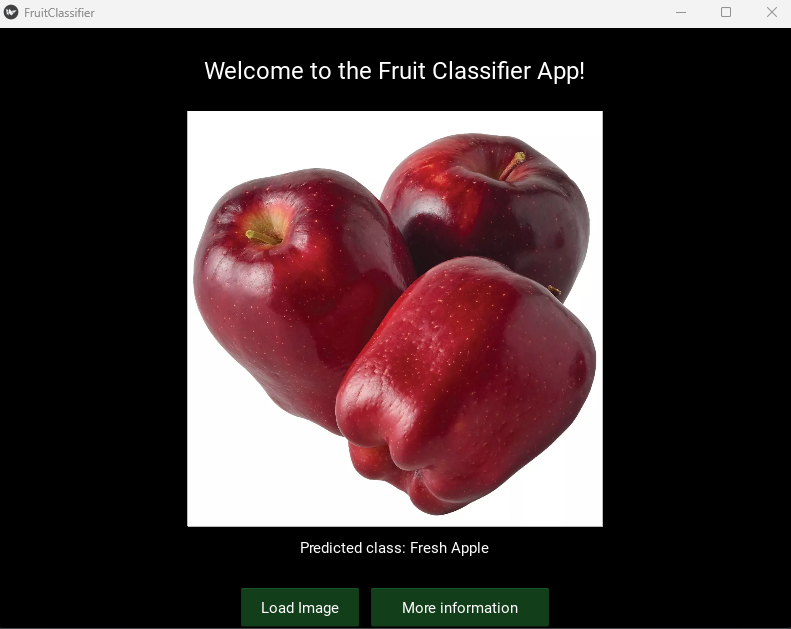 FruitClassifier
Welcome to the Fruit Classifier App!
Predicted class: Fresh Apple
Load Image
More information